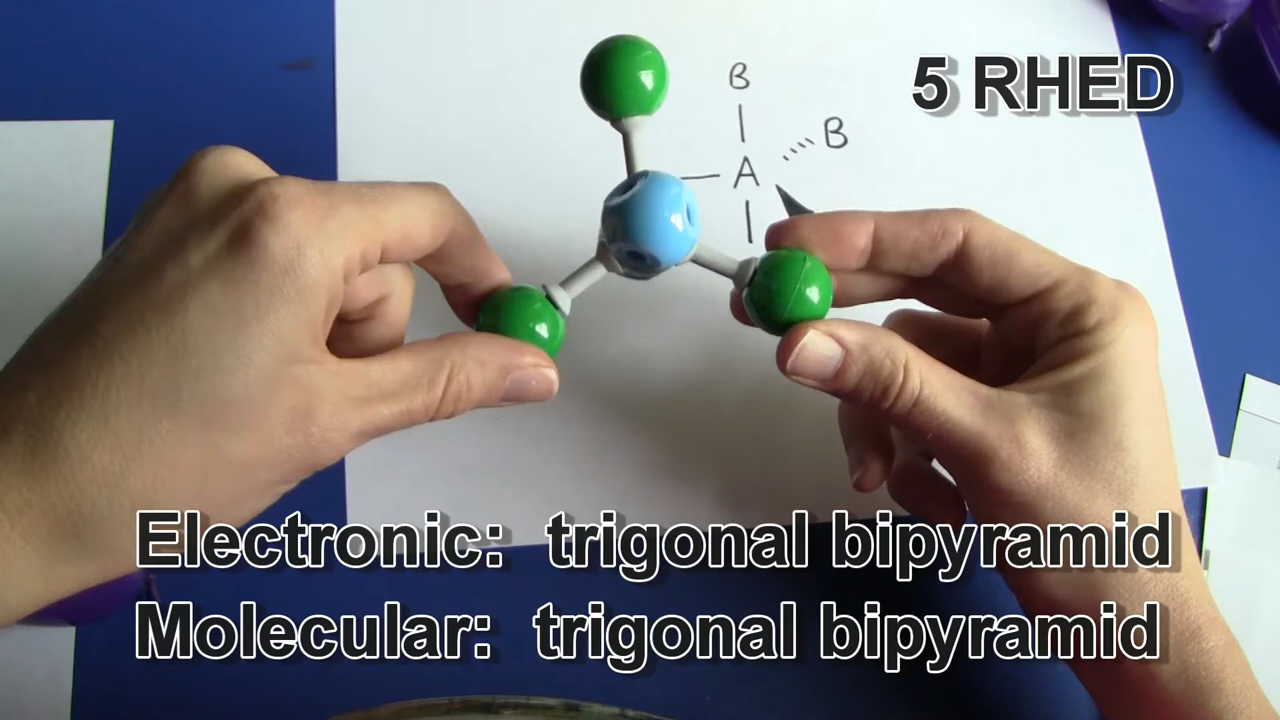 5 RHED
B
B
A
Electronic: trigonal bipyramid
Molecular: trigonal bipyramid